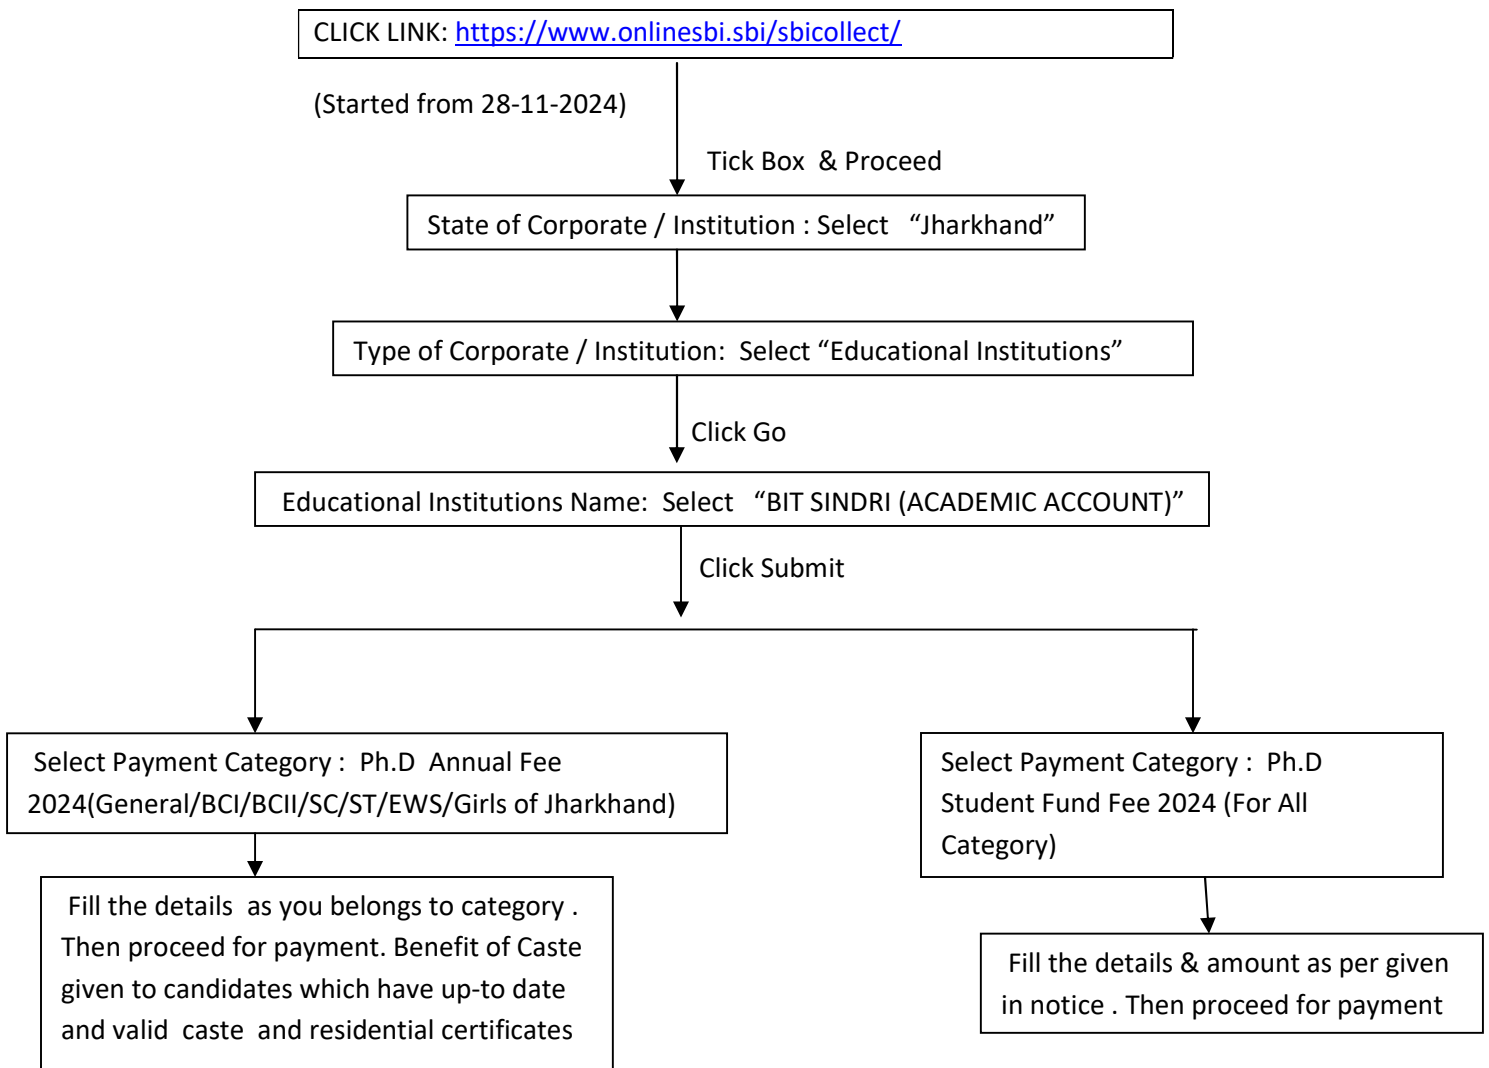 CLICK LINK: https://www.onlinesbi.sbi/sbicollect/
(Started from 28-11-2024)
Tick Box & Proceed
State of Corporate / Institution : Select “Jharkhand”
Type of Corporate / Institution: Select “Educational Institutions”
Click Go
Educational Institutions Name: Select “BIT SINDRI (ACADEMIC ACCOUNT)”
Click Submit
Select Payment Category : Ph.D Annual Fee
2024(General/BCI/BCII/SC/ST/EWS/Girls of Jharkhand)
Fill the details as you belongs to category .
Then proceed for payment. Benefit of Caste
given to candidates which have up-to date
and valid caste and residential certificates
Select Payment Category : Ph.D
Student Fund Fee 2024 (For All
Category)
Fill the details & amount as per given
in notice . Then proceed for payment